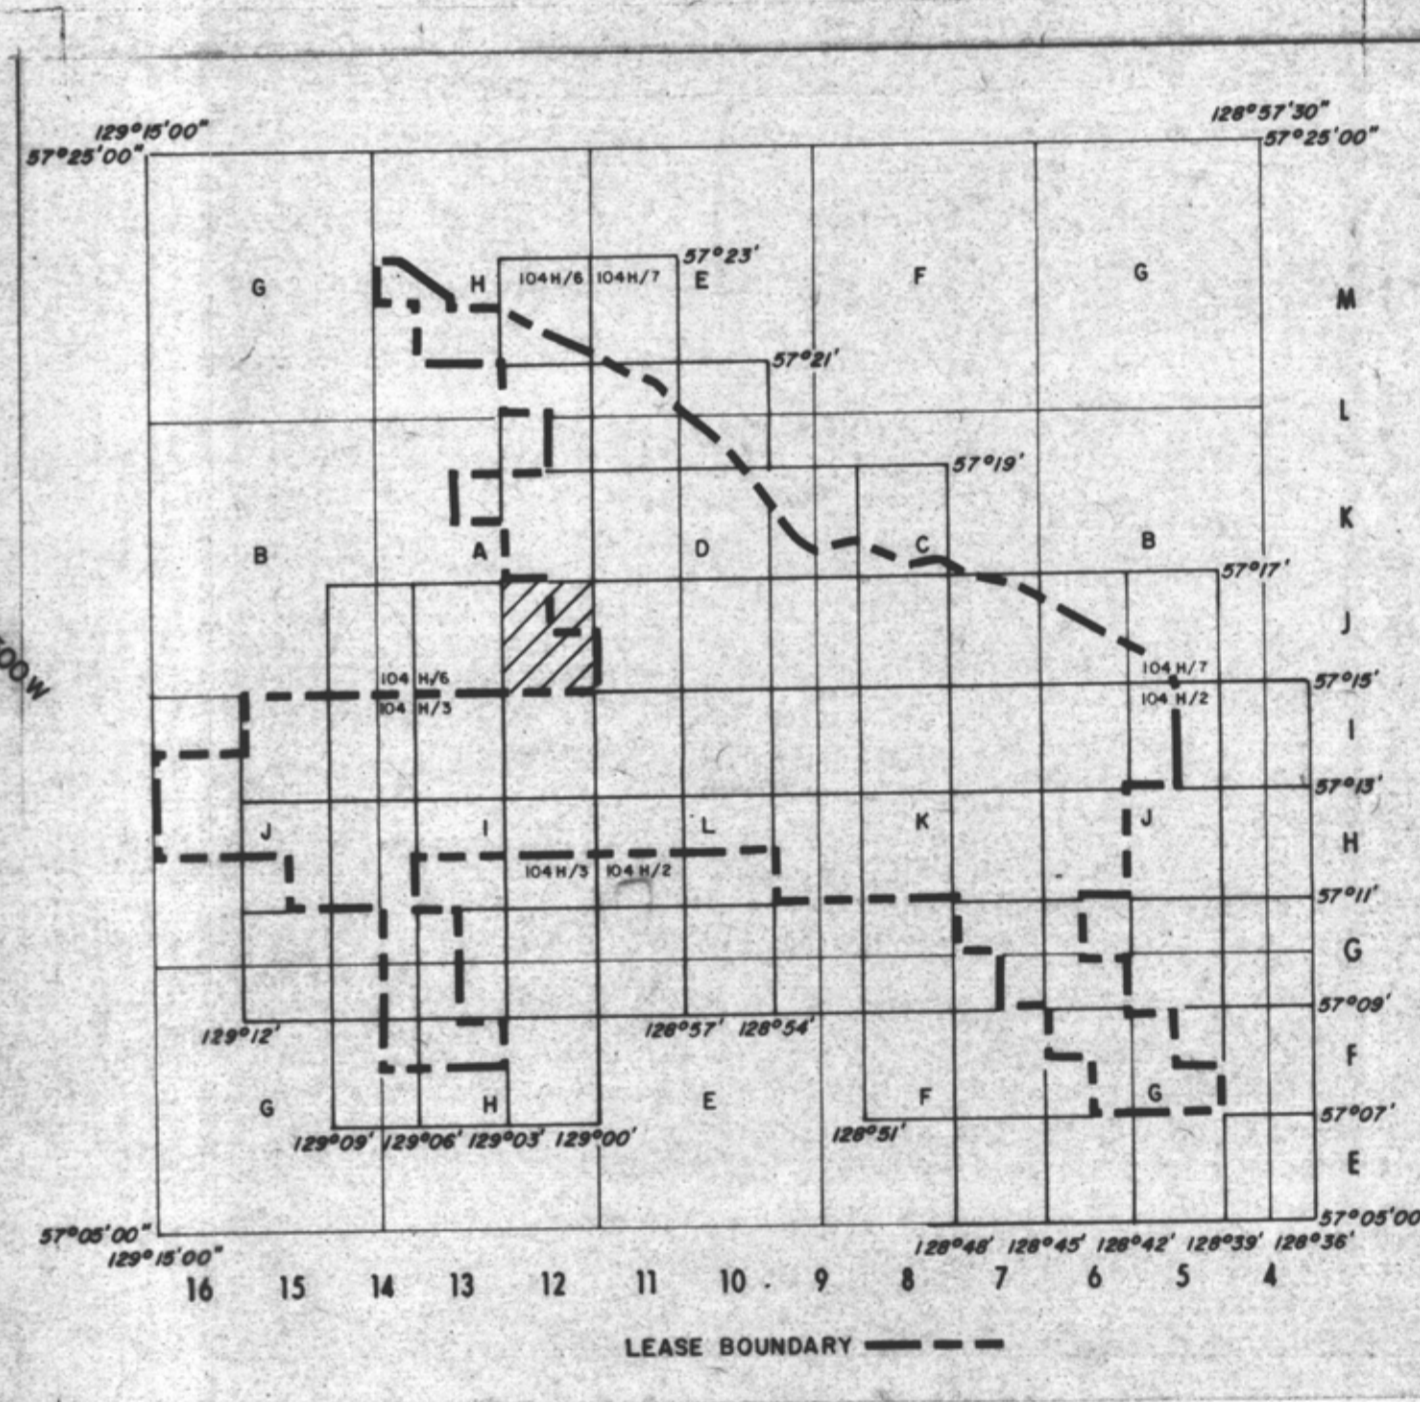 128°57'30"
129°15'00"
57°25'00" 57°25'00"
57°23'
G H 104H/6 104H/7 E F G
M
57°21'
L
57°19'
K
B A D C B
57°17'
J
00W
104 H/6 104 H/7
57°15'
104 H/3 104 H/2
I
57°13'
J I L K J
H
104H/3 104H/2
57°11'
G
57°09'
129°12' 128°57' 128°54'
F
G H E F G
57°07'
129°09' 129°06' 129°03' 129°00' 128°51'
E
57°05'00" 57°05'00
129°15'00" 128°48' 128°45' 128°42' 128°39' 128°36'
16 15 14 13 12 11 10 9 8 7 6 5 4
LEASE BOUNDARY